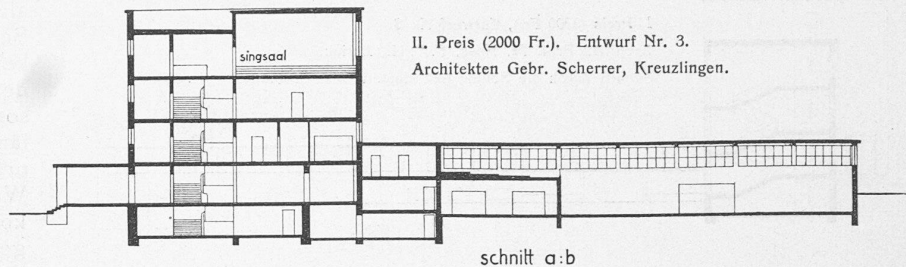 singsaal
II. Preis (2000 Fr.). Entwurf Nr. 3.
Architekten Gebr. Scherrer, Kreuzlingen.
schnitt a:b